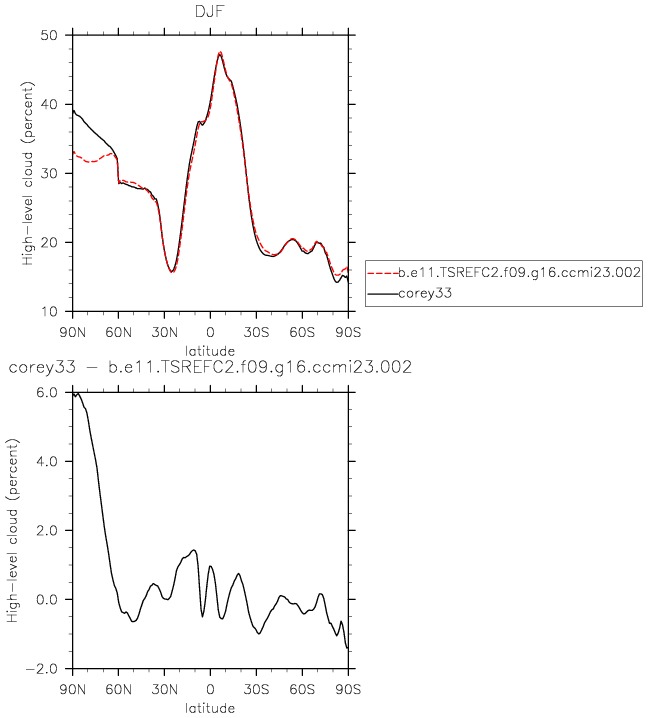 DJF
50
40
30
20
10
High-level cloud (percent)
90N 60N 30N 0 30S 60S 90S
latitude
b.e11.TSREFC2.f09.g16.ccmi23.002
corey33
corey33 - b.e11.TSREFC2.f09.g16.ccmi23.002
6.0
4.0
2.0
0.0
-2.0
High-level cloud (percent)
90N 60N 30N 0 30S 60S 90S
latitude